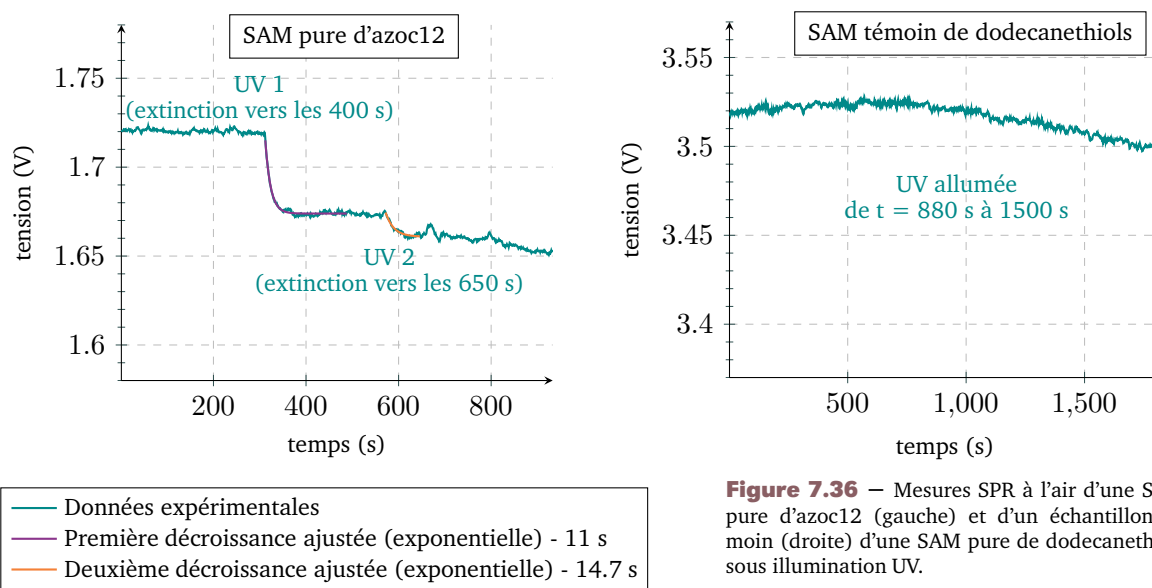 SAM pure d'azoc12
UV 1
(extinction vers les 400 s)
UV 2
(extinction vers les 650 s)
1.75
1.7
1.65
1.6
tension (V)
200 400 600 800
temps (s)
Données expérimentales
Première décroissance ajustée (exponentielle) - 11 s
Deuxième décroissance ajustée (exponentielle) - 14.7 s
SAM témoin de dodecanethiols
3.55
3.5
3.45
3.4
tension (V)
UV allumée
de t = 880 s à 1500 s
500 1,000 1,500
temps (s)
Figure 7.36 — Mesures SPR à l'air d'une S
pure d'azoc12 (gauche) et d'un échantillon
moin (droite) d'une SAM pure de dodecaneth
sous illumination UV.